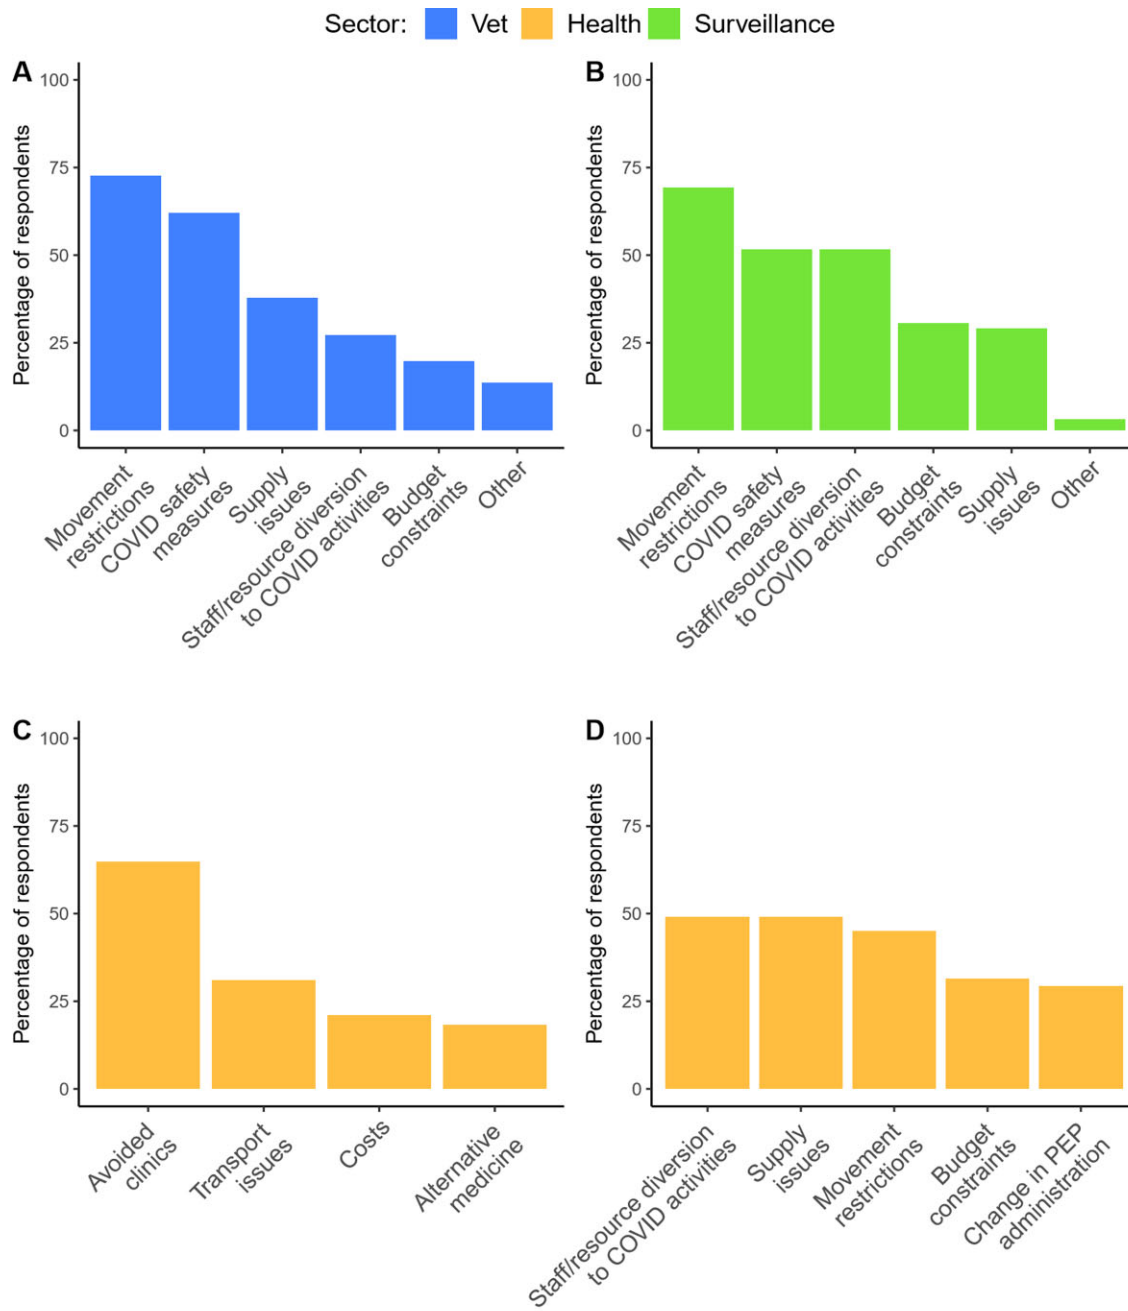 Sector: Vet Health Surveillance
A
Percentage of respondents
100
75
50
25
0
Movement
restrictions
COVID safety
measures
Supply
issues
Staff/resource diversion
to COVID activities
Budget
constraints
Other
B
Percentage of respondents
100
75
50
25
0
Movement
restrictions
COVID safety
measures
Staff/resource diversion
to COVID activities
Budget
constraints
Supply
issues
Other
C
Percentage of respondents
100
75
50
25
0
Avoided
clinics
Transport
issues
Costs
Alternative
medicine
D
Percentage of respondents
100
75
50
25
0
Staff/resource diversion
to COVID activities
Supply
issues
Movement
restrictions
Budget
constraints
Change in PEP
administration